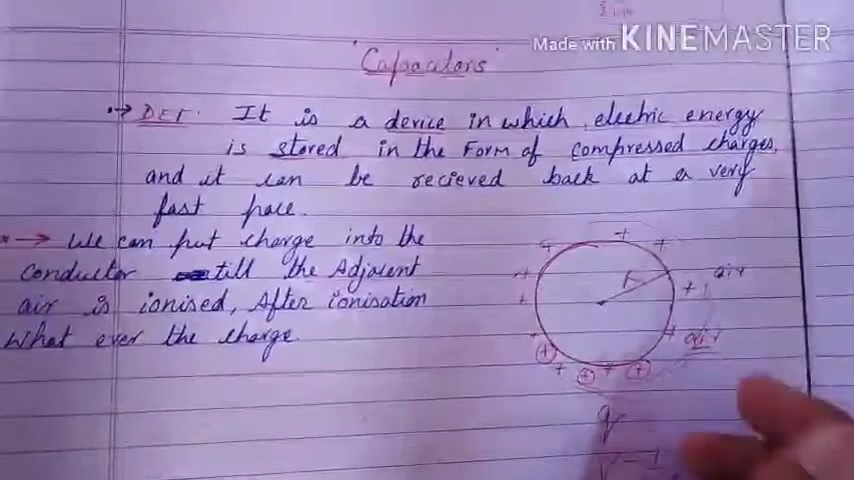 Made with KINEMASTER
Capacitors
DEF. It is a device in which electric energy
is stored in the Form of compressed charges,
and it can be recieved back at a very
fast pace.
We can put charge into the
conductor till the Adjacent
air is ionised, After ionisation
what ever the charge
+ + +
+ r + air
+
+ + air
+ + + + +
q